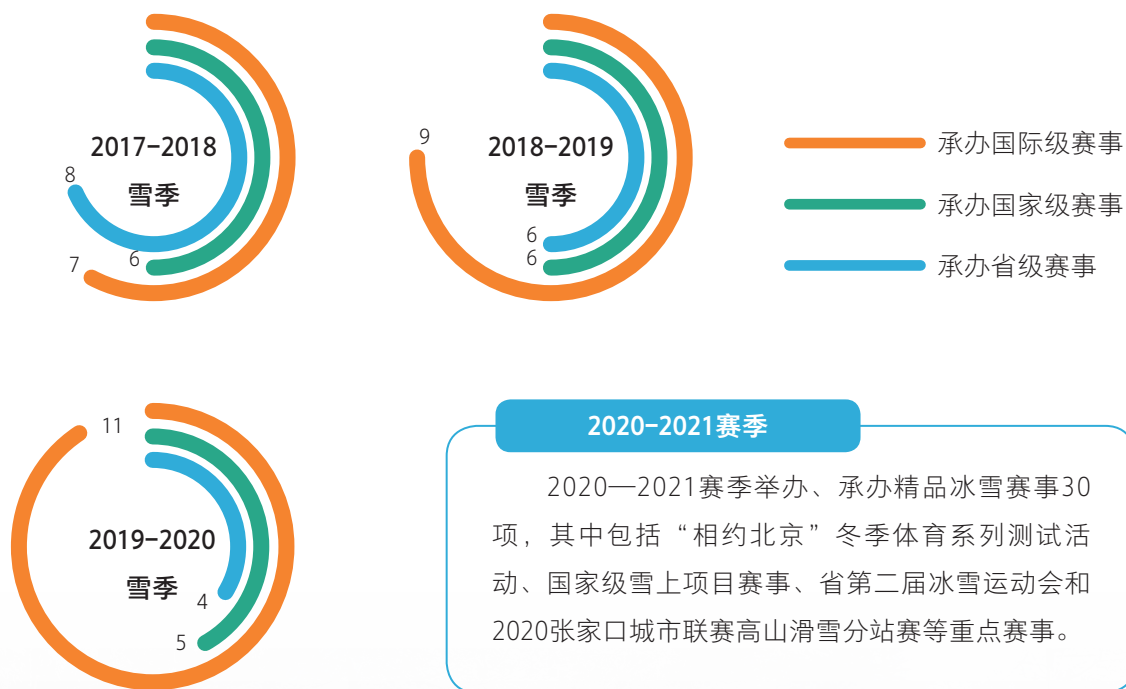 2017-2018
雪季
8
7
6
2018-2019
雪季
9
6
6
承办国际级赛事
承办国家级赛事
承办省级赛事
2019-2020
雪季
11
4
5
2020-2021赛季
2020—2021赛季举办、承办精品冰雪赛事30
项，其中包括“相约北京”冬季体育系列测试活
动、国家级雪上项目赛事、省第二届冰雪运动会和
2020张家口城市联赛高山滑雪分站赛等重点赛事。